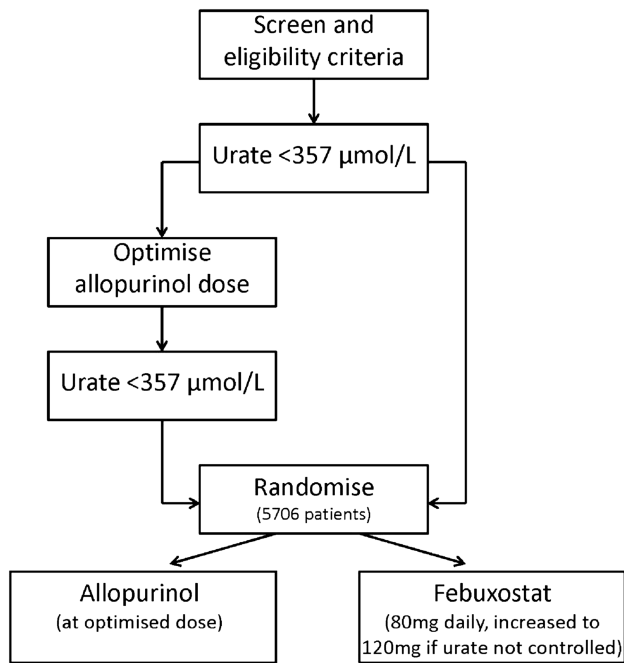 Screen and
eligibility criteria
Urate <357 μmol/L
Optimise
allopurinol dose
Urate <357 μmol/L
Randomise
(5706 patients)
Allopurinol
(at optimised dose)
Febuxostat
(80mg daily, increased to
120mg if urate not controlled)